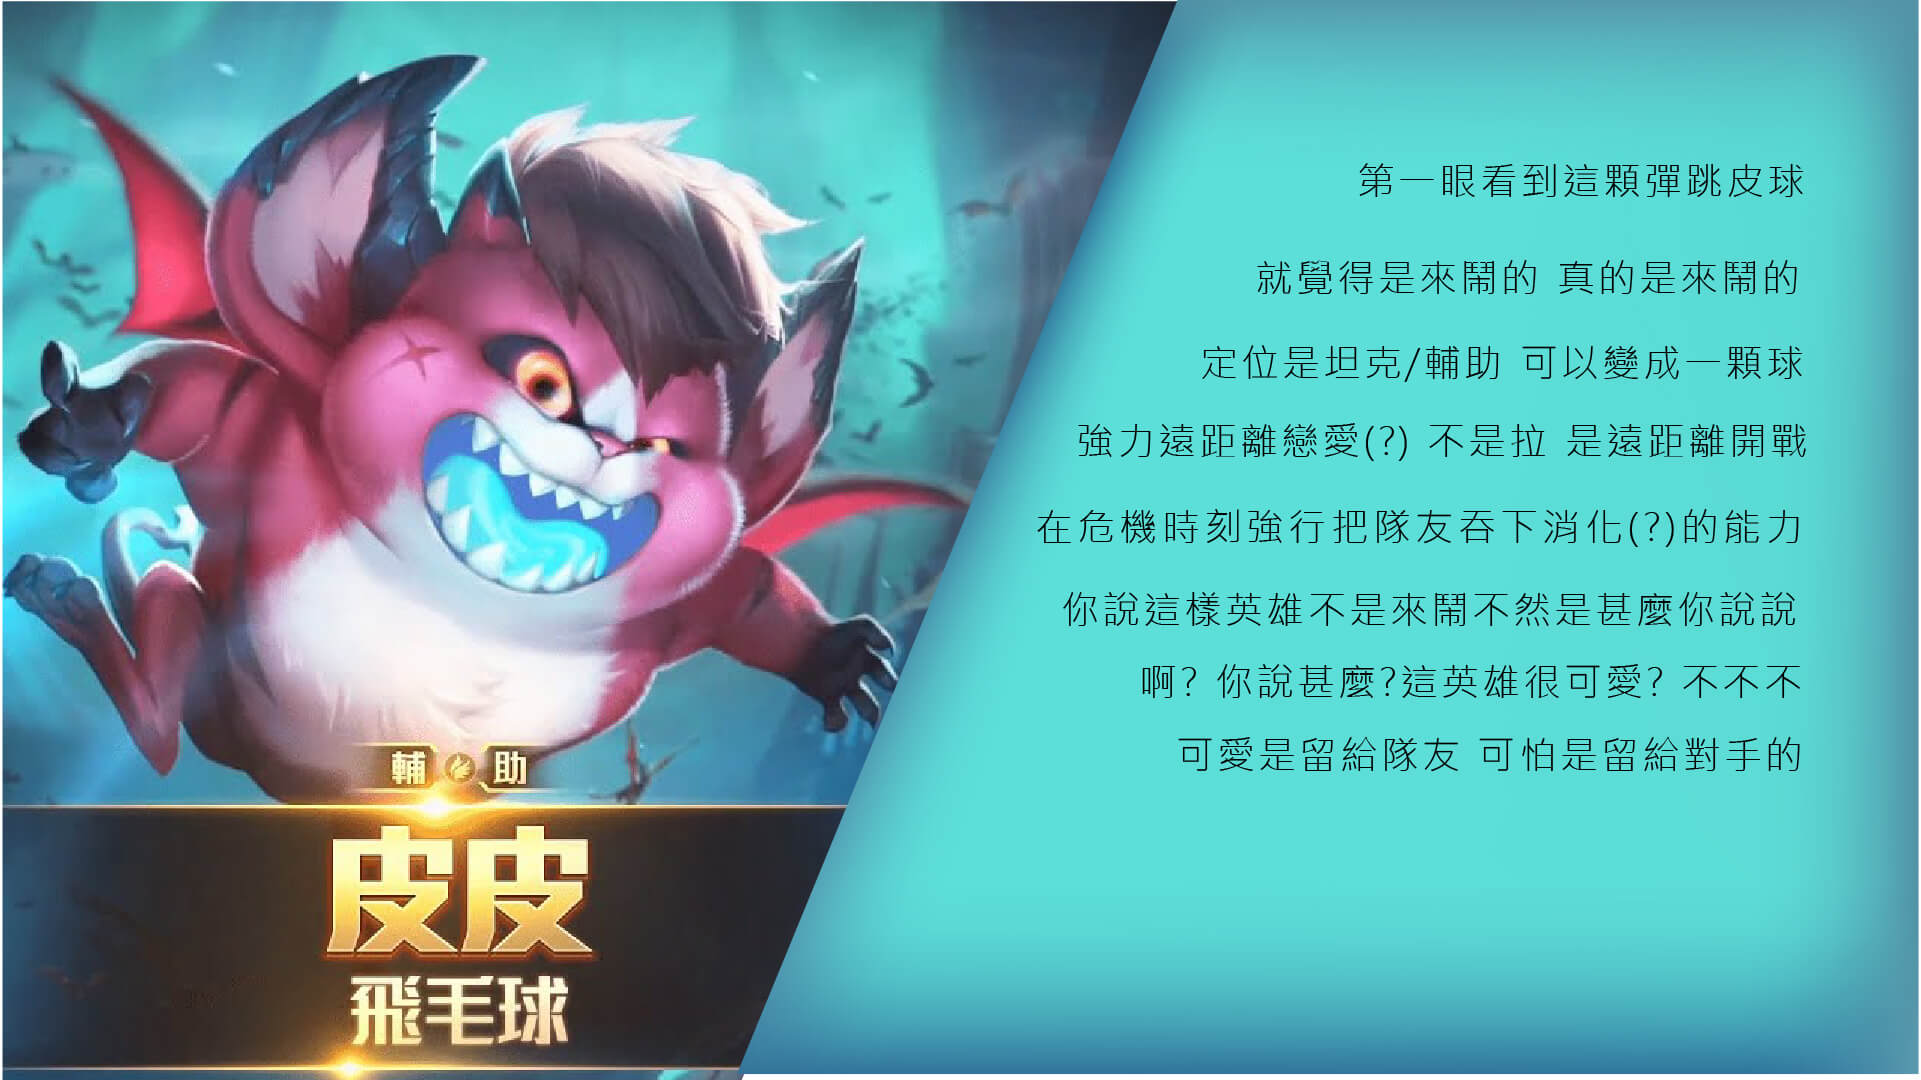 第一眼看到這顆彈跳皮球
就覺得是來鬧的 真的是來鬧的
定位是坦克/輔助 可以變成一顆球
強力遠距離戀愛(?) 不是拉 是遠距離開戰
在危機時刻強行把隊友吞下消化(?)的能力
你說這樣英雄不是來鬧不然是甚麼你說說
啊? 你說甚麼?這英雄很可愛? 不不不
可愛是留給隊友 可怕是留給對手的
輔 助
皮皮
飛毛球